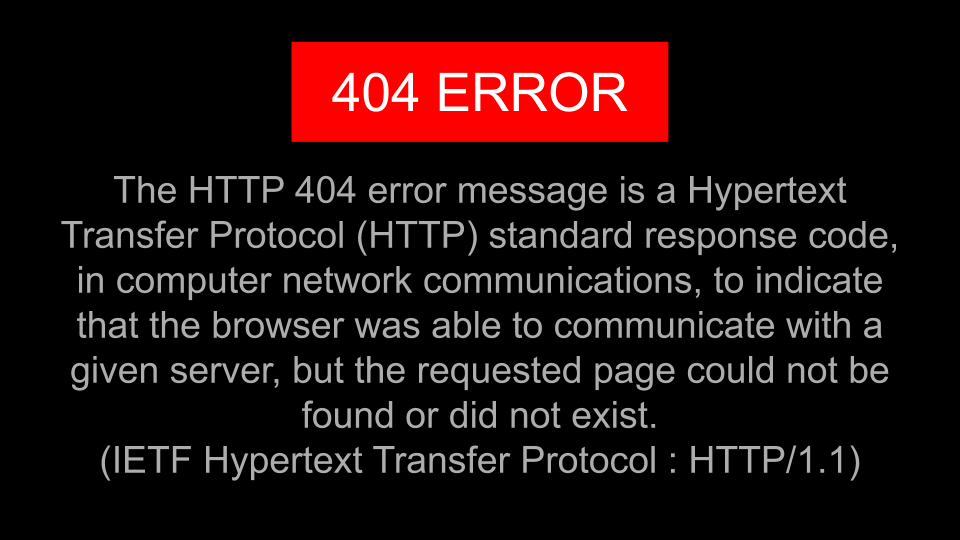 404 ERROR
The HTTP 404 error message is a Hypertext
Transfer Protocol (HTTP) standard response code,
in computer network communications, to indicate
that the browser was able to communicate with a
given server, but the requested page could not be
found or did not exist.
(IETF Hypertext Transfer Protocol : HTTP/1.1)